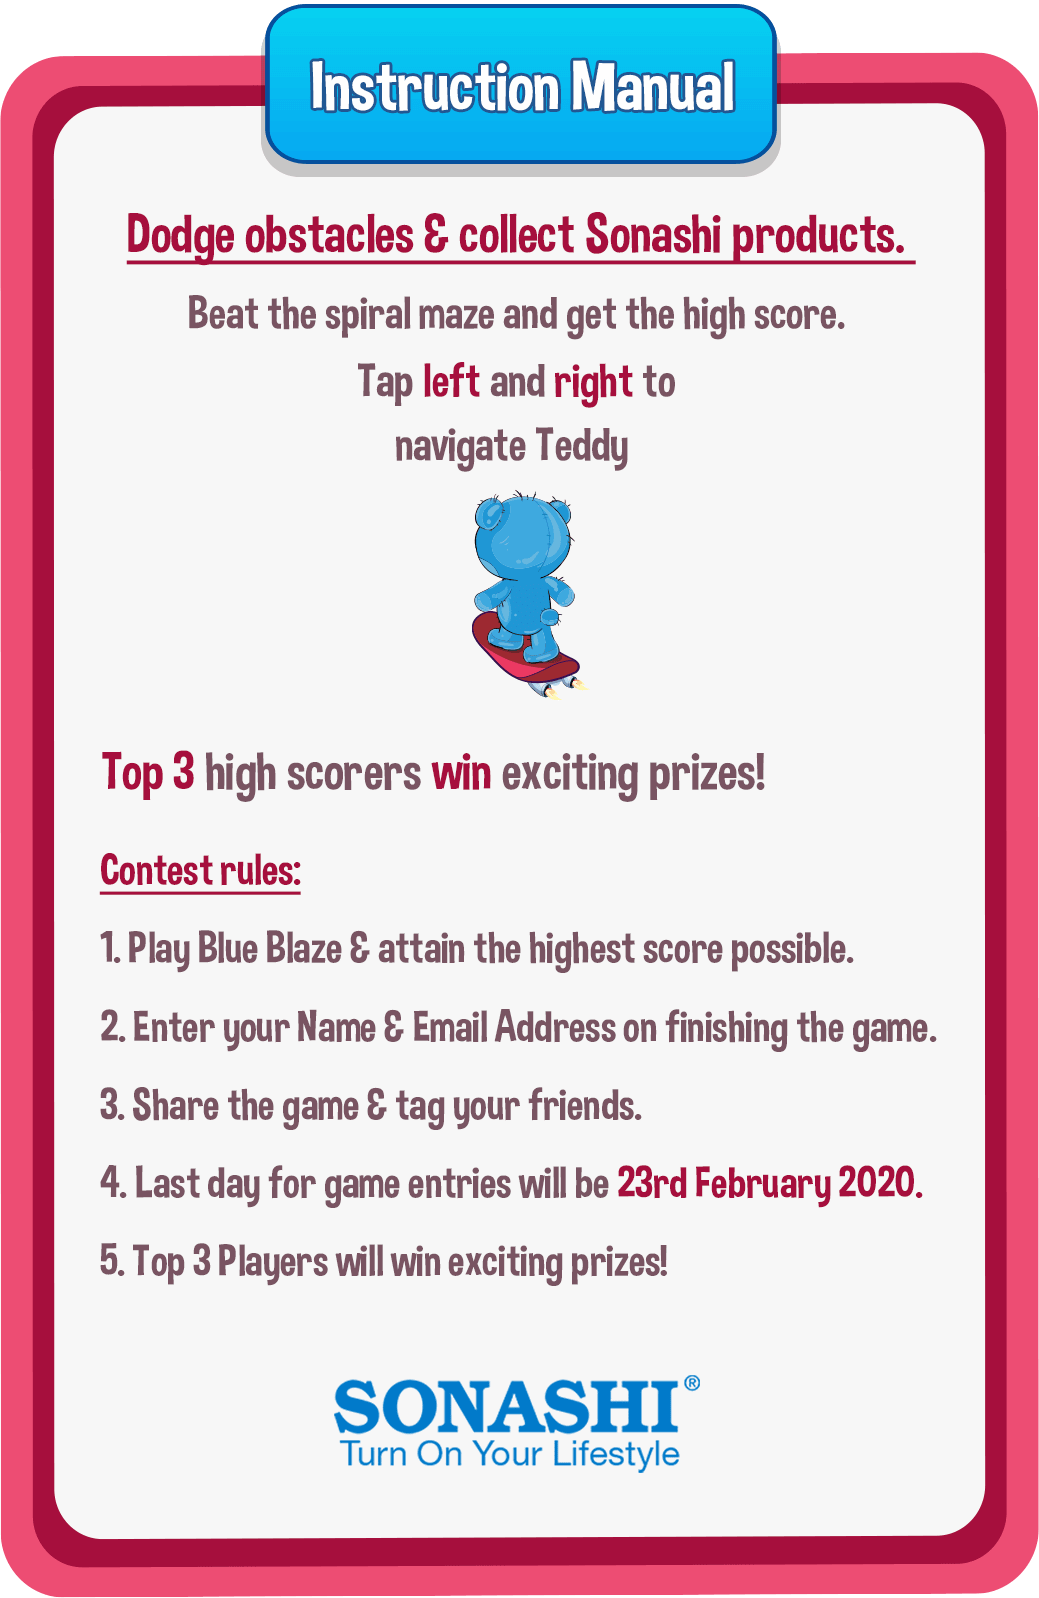 Instruction Manual
Dodge obstacles & collect Sonashi products.
Beat the spiral maze and get the high score.
Tap left and right to
navigate Teddy
Top 3 high scorers win exciting prizes!
Contest rules:
1. Play Blue Blaze & attain the highest score possible.
2. Enter your Name & Email Address on finishing the game.
3. Share the game & tag your friends.
4. Last day for game entries will be 23rd February 2020.
5. Top 3 Players will win exciting prizes!
SONASHI®
Turn On Your Lifestyle